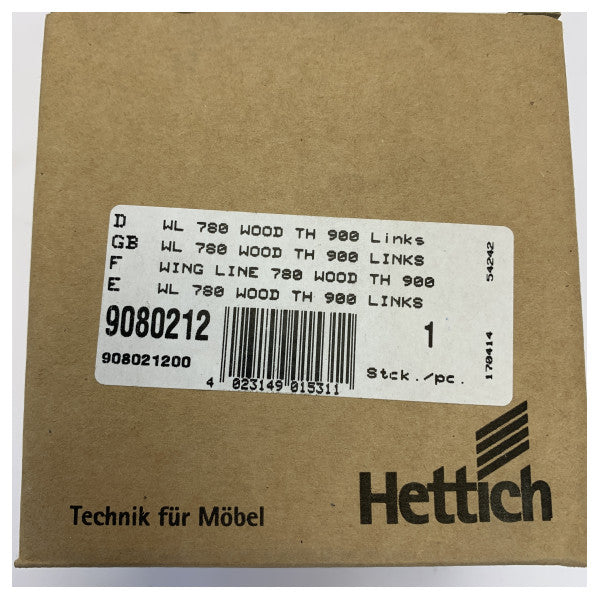 D WL 780 WOOD TH 900 Links
GB WL 780 WOOD TH 900 LINKS
F WING LINE 780 WOOD TH 900
E WL 780 WOOD TH 900 LINKS
54242
9080212
908021200
4 023149 015311
1
Stck./pc.
170414
Hettich
Technik für Möbel